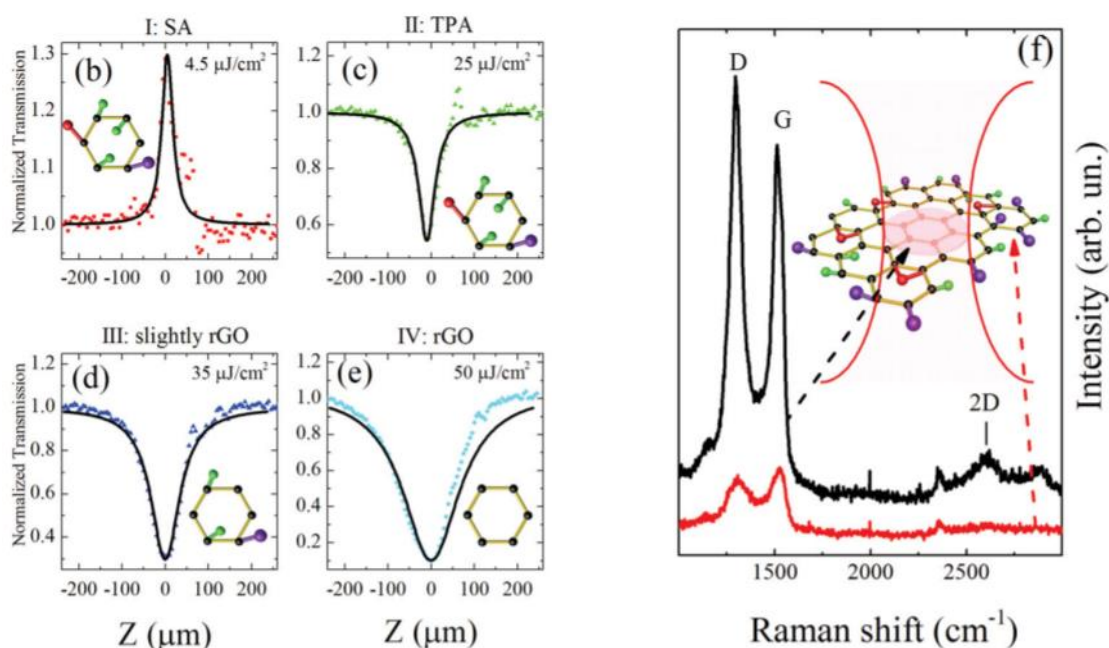 I: SA
(b)
4.5 μJ/cm²
Normalized Transmission
1.3
1.2
1.1
1.0
-200 -100 0 100 200
II: TPA
(c)
25 μJ/cm²
1.0
0.8
0.6
-200 -100 0 100 200
III: slightly rGO
(d)
35 μJ/cm²
Normalized Transmission
1.2
1.0
0.8
0.6
0.4
-200 -100 0 100 200
Z (μm)
IV: rGO
(e)
50 μJ/cm²
1.2
1.0
0.8
0.6
0.4
0.2
-200 -100 0 100 200
Z (μm)
(f)
D
G
2D
Intensity (arb. un.)
1500 2000 2500
Raman shift (cm⁻¹)